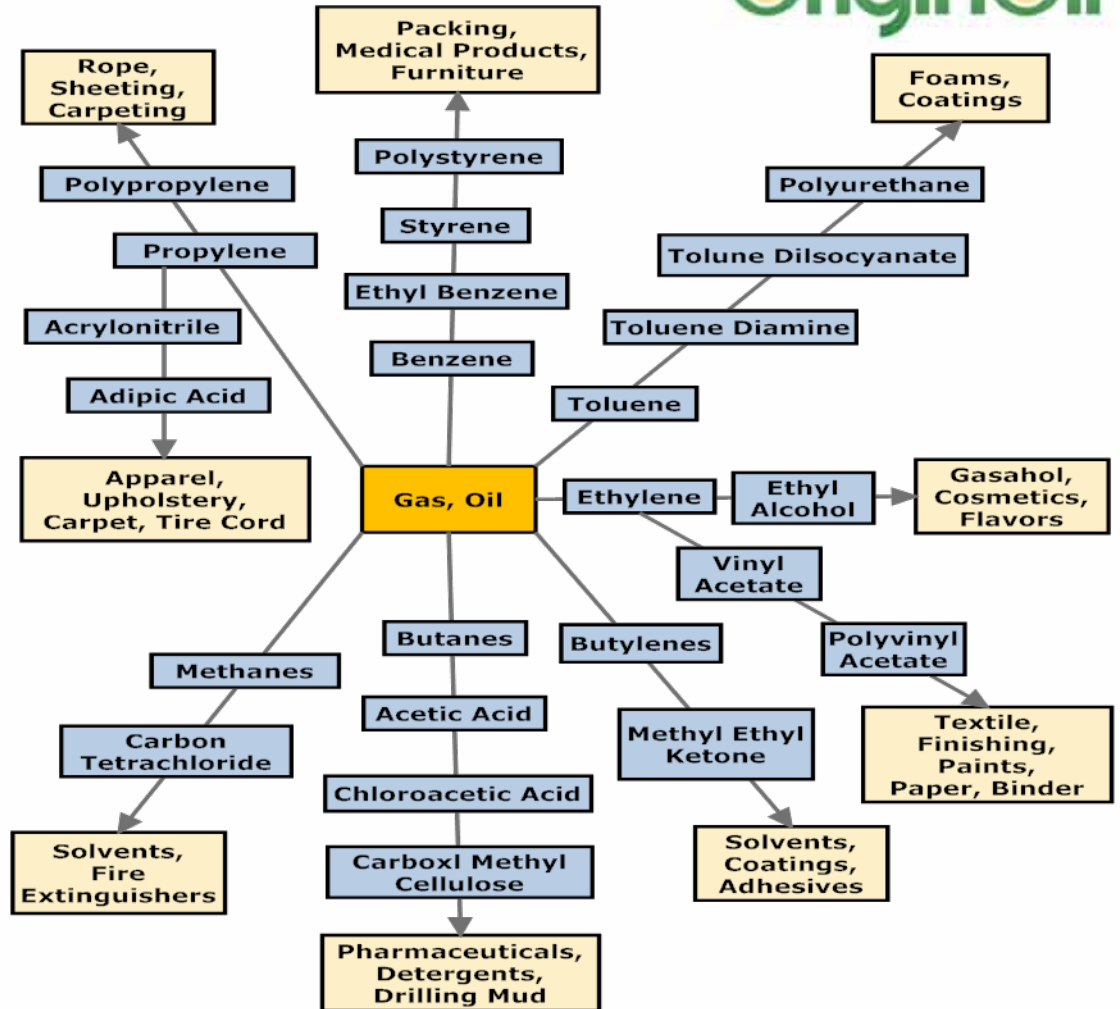 OriginOil
Packing,
Medical Products,
Furniture
Rope,
Sheeting,
Carpeting
Foams,
Coatings
Polystyrene
Polypropylene
Polyurethane
Styrene
Propylene
Tolune Dilsocyanate
Ethyl Benzene
Acrylonitrile
Toluene Diamine
Benzene
Adipic Acid
Toluene
Apparel,
Upholstery,
Carpet, Tire Cord
Gas, Oil
Ethylene
Ethyl
Alcohol
Gasahol,
Cosmetics,
Flavors
Vinyl
Acetate
Butanes
Butylenes
Polyvinyl
Acetate
Methanes
Acetic Acid
Carbon
Tetrachloride
Methyl Ethyl
Ketone
Textile,
Finishing,
Paints,
Paper, Binder
Chloroacetic Acid
Solvents,
Fire
Extinguishers
Carboxl Methyl
Cellulose
Solvents,
Coatings,
Adhesives
Pharmaceuticals,
Detergents,
Drilling Mud